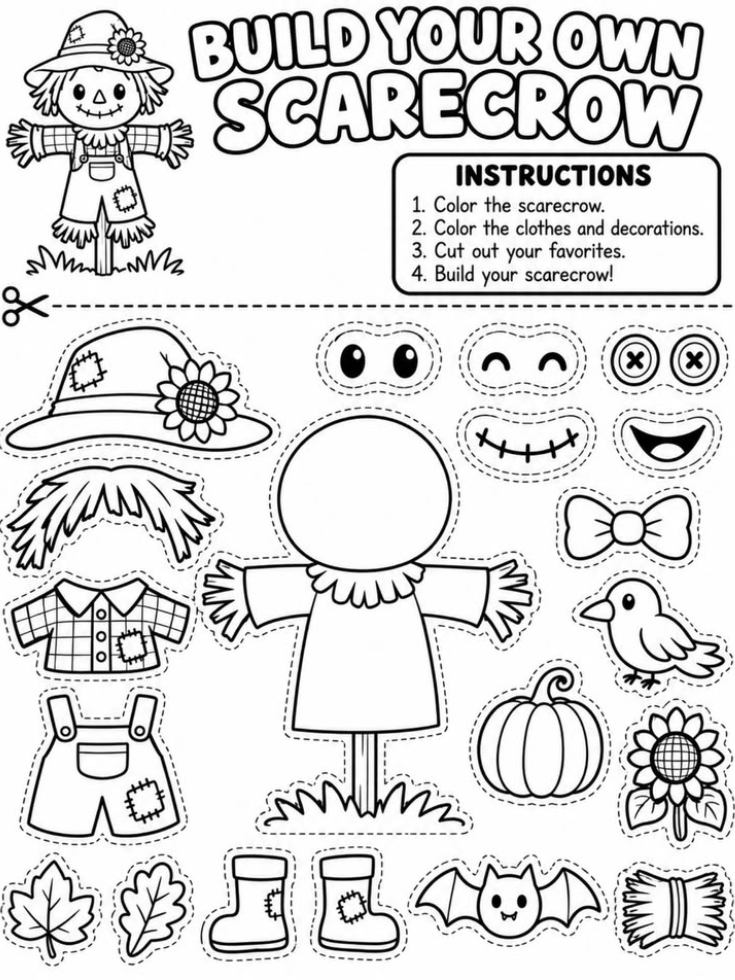 BUILD YOUR OWN
SCARECROW
INSTRUCTIONS
1. Color the scarecrow.
2. Color the clothes and decorations.
3. Cut out your favorites.
4. Build your scarecrow!